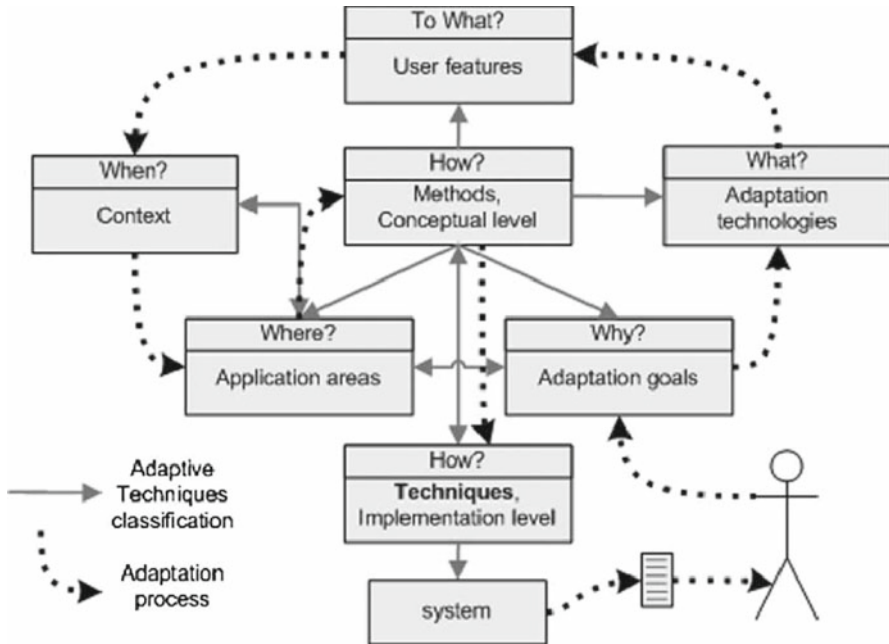 To What?
User features
When?
Context
How?
Methods,
Conceptual level
What?
Adaptation
technologies
Where?
Application areas
Why?
Adaptation goals
How?
Techniques,
Implementation level
system
Adaptive
Techniques
classification
Adaptation
process